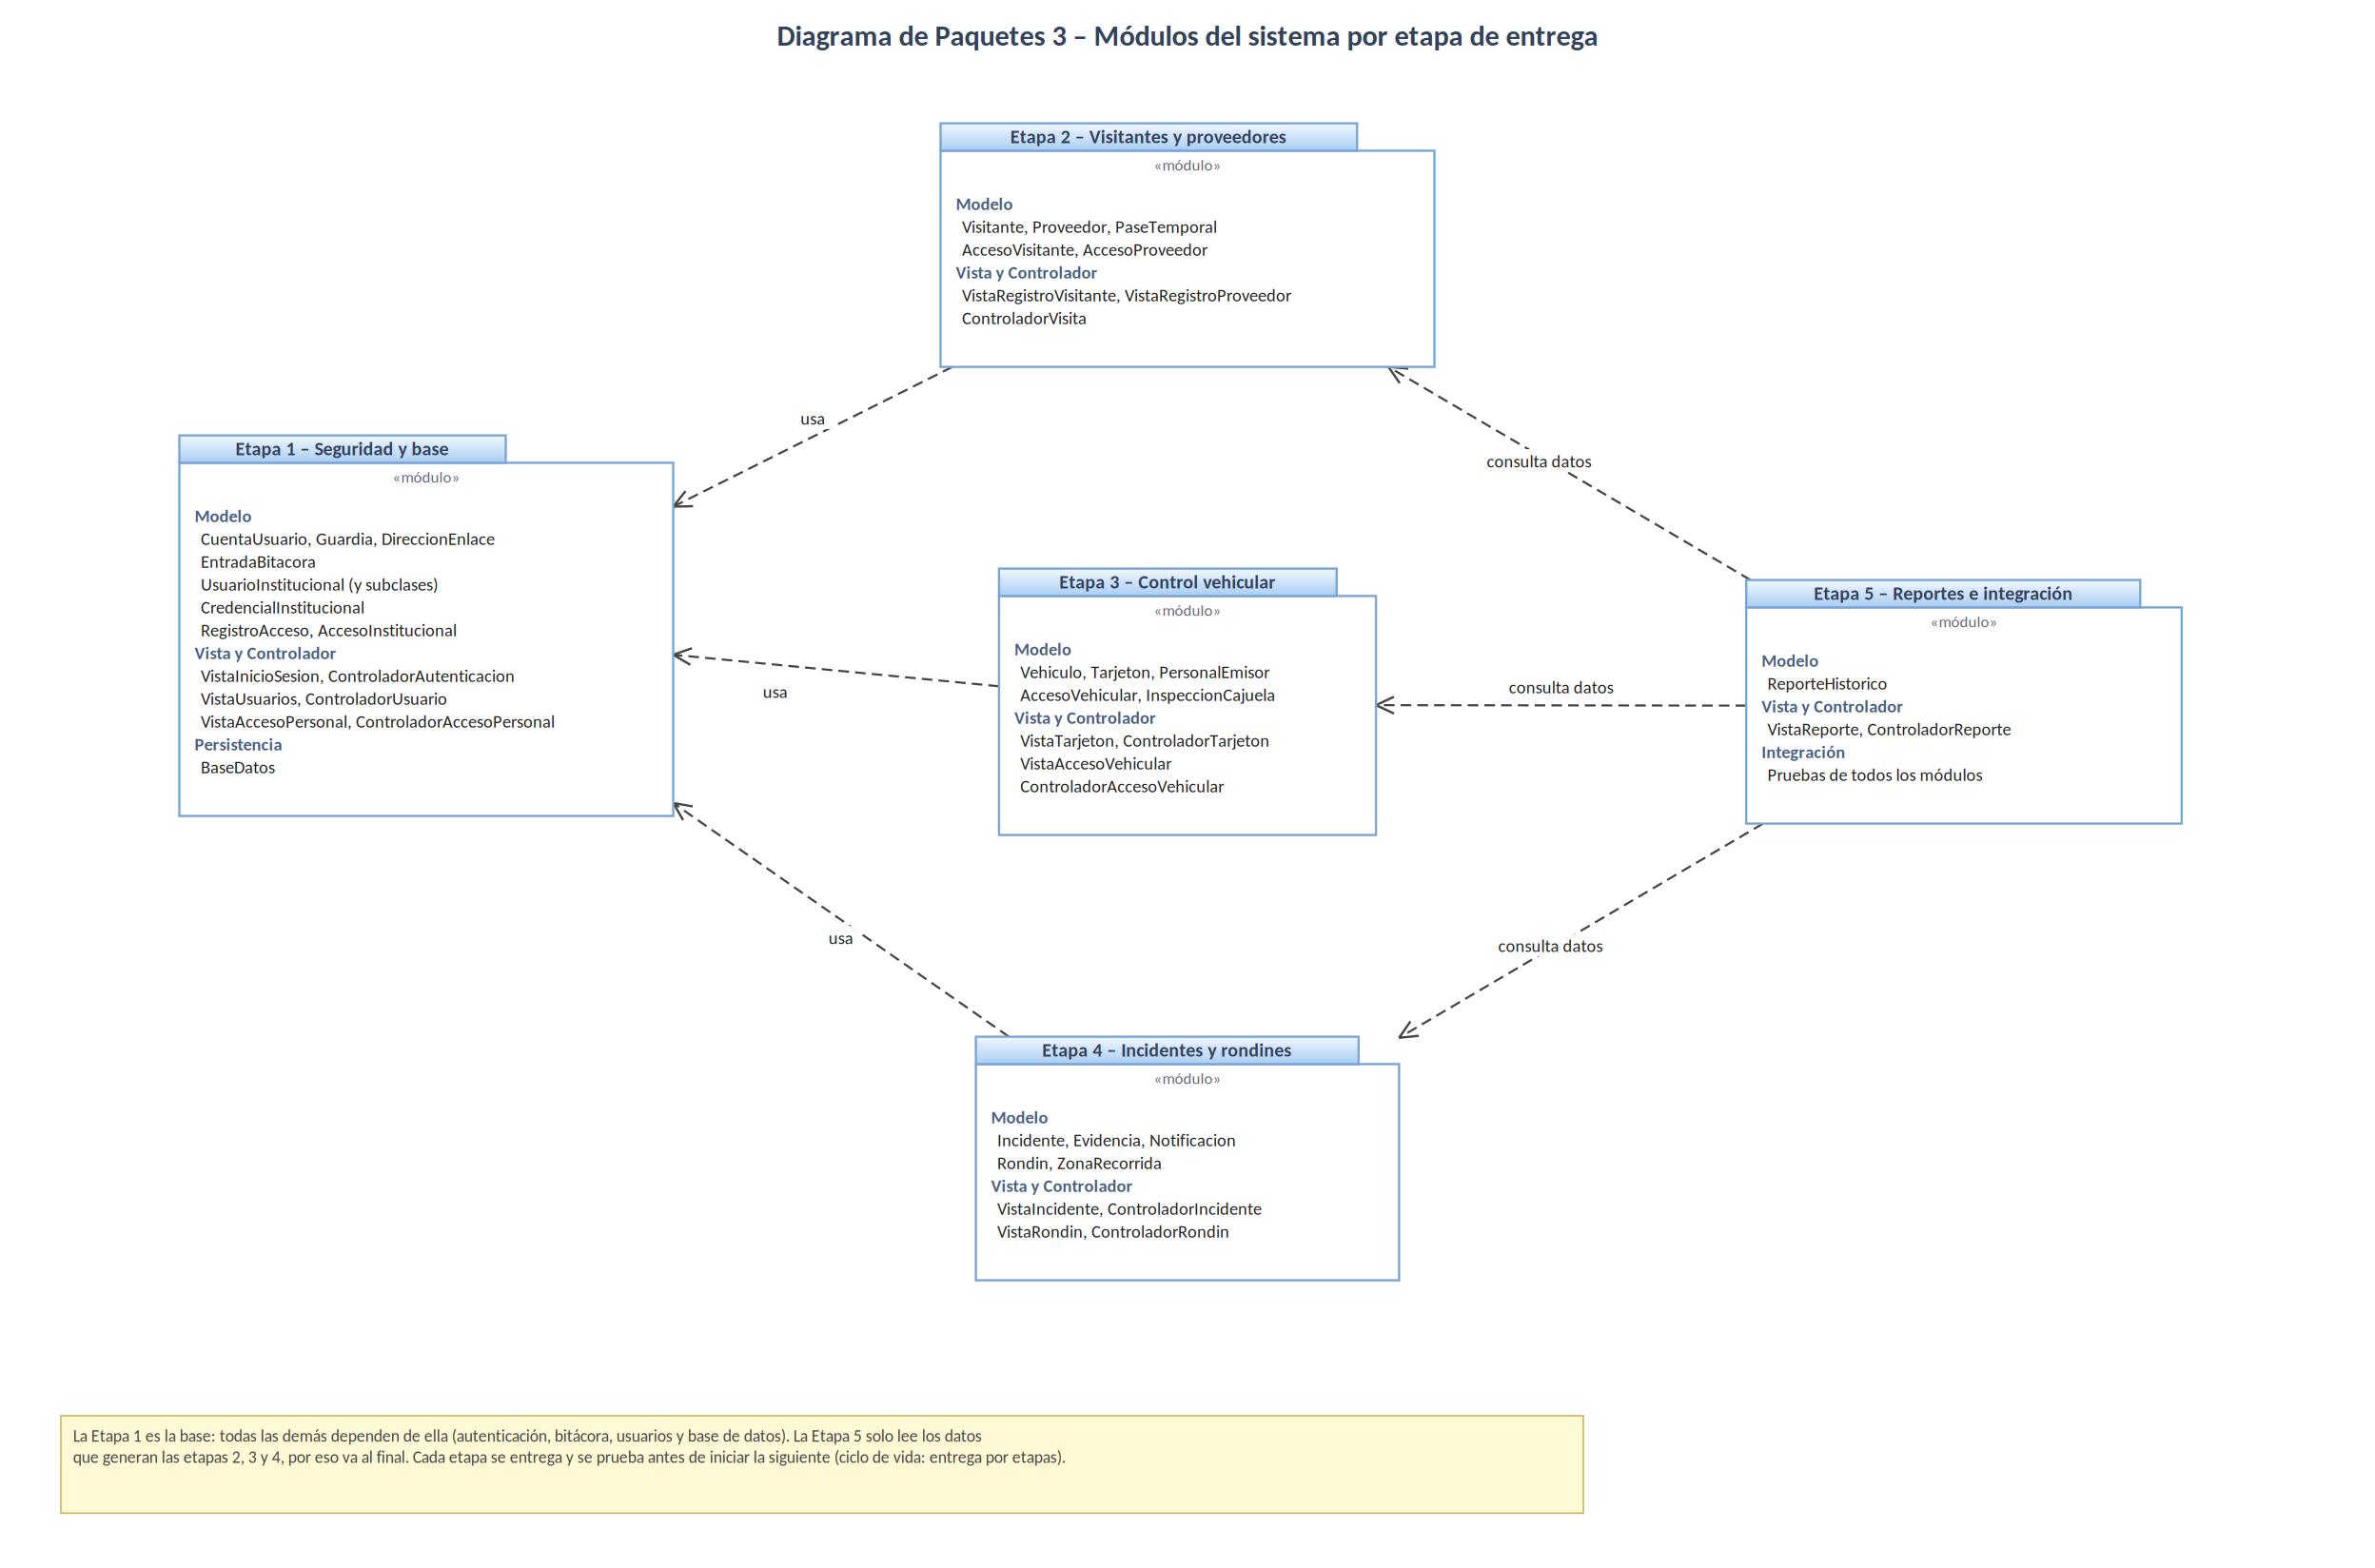 Diagrama de Paquetes 3 – Módulos del sistema por etapa de entrega
Etapa 2 – Visitantes y proveedores
«módulo»
Modelo
Visitante, Proveedor, PaseTemporal
AccesoVisitante, AccesoProveedor
Vista y Controlador
VistaRegistroVisitante, VistaRegistroProveedor
ControladorVisita
usa
consulta datos
Etapa 1 – Seguridad y base
«módulo»
Modelo
CuentaUsuario, Guardia, DireccionEnlace
EntradaBitacora
UsuarioInstitucional (y subclases)
CredencialInstitucional
RegistroAcceso, AccesoInstitucional
Vista y Controlador
VistaInicioSesion, ControladorAutenticacion
VistaUsuarios, ControladorUsuario
VistaAccesoPersonal, ControladorAccesoPersonal
Persistencia
BaseDatos
usa
Etapa 3 – Control vehicular
«módulo»
Modelo
Vehiculo, Tarjeton, PersonalEmisor
AccesoVehicular, InspeccionCajuela
Vista y Controlador
VistaTarjeton, ControladorTarjeton
VistaAccesoVehicular
ControladorAccesoVehicular
consulta datos
Etapa 5 – Reportes e integración
«módulo»
Modelo
ReporteHistorico
Vista y Controlador
VistaReporte, ControladorReporte
Integración
Pruebas de todos los módulos
usa
consulta datos
Etapa 4 – Incidentes y rondines
«módulo»
Modelo
Incidente, Evidencia, Notificacion
Rondin, ZonaRecorrida
Vista y Controlador
VistaIncidente, ControladorIncidente
VistaRondin, ControladorRondin
La Etapa 1 es la base: todas las demás dependen de ella (autenticación, bitácora, usuarios y base de datos). La Etapa 5 solo lee los datos
que generan las etapas 2, 3 y 4, por eso va al final. Cada etapa se entrega y se prueba antes de iniciar la siguiente (ciclo de vida: entrega por etapas).